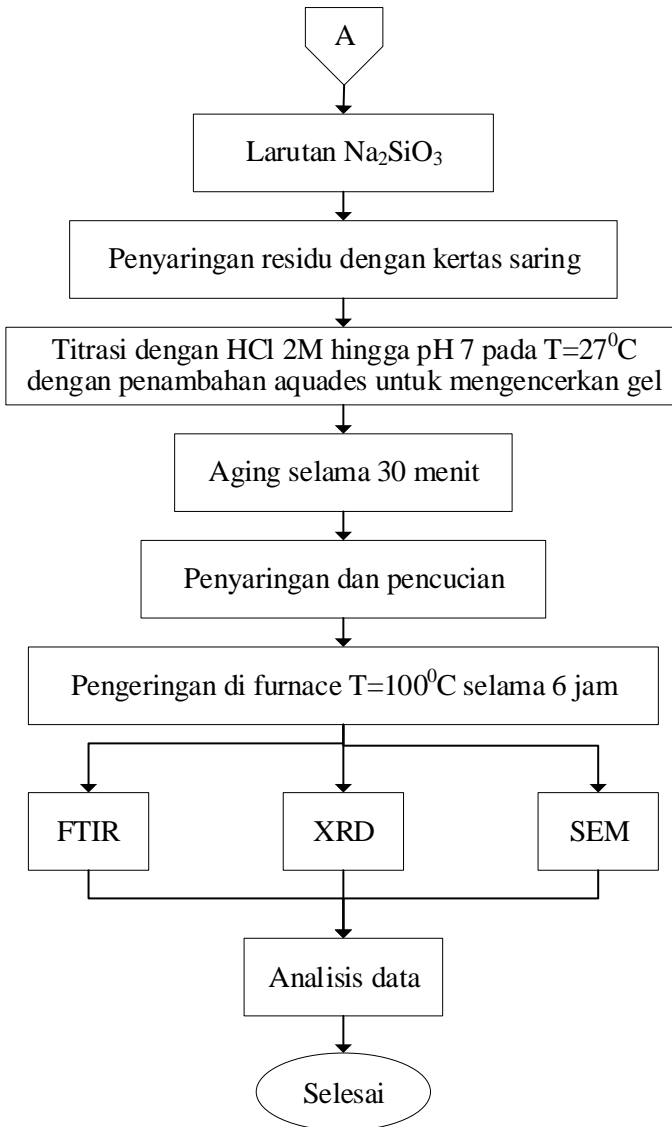 A
Larutan Na₂SiO₃
Penyaringan residu dengan kertas saring
Titrasi dengan HCl 2M hingga pH 7 pada T=27⁰C
dengan penambahan aquades untuk mengencerkan gel
Aging selama 30 menit
Penyaringan dan pencucian
Pengeringan di furnace T=100⁰C selama 6 jam
FTIR
XRD
SEM
Analisis data
Selesai